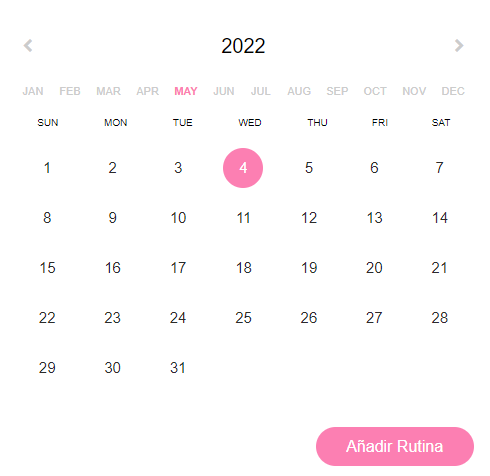 2022
JAN FEB MAR APR MAY JUN JUL AUG SEP OCT NOV DEC
SUN MON TUE WED THU FRI SAT
1 2 3 4 5 6 7
8 9 10 11 12 13 14
15 16 17 18 19 20 21
22 23 24 25 26 27 28
29 30 31
Añadir Rutina